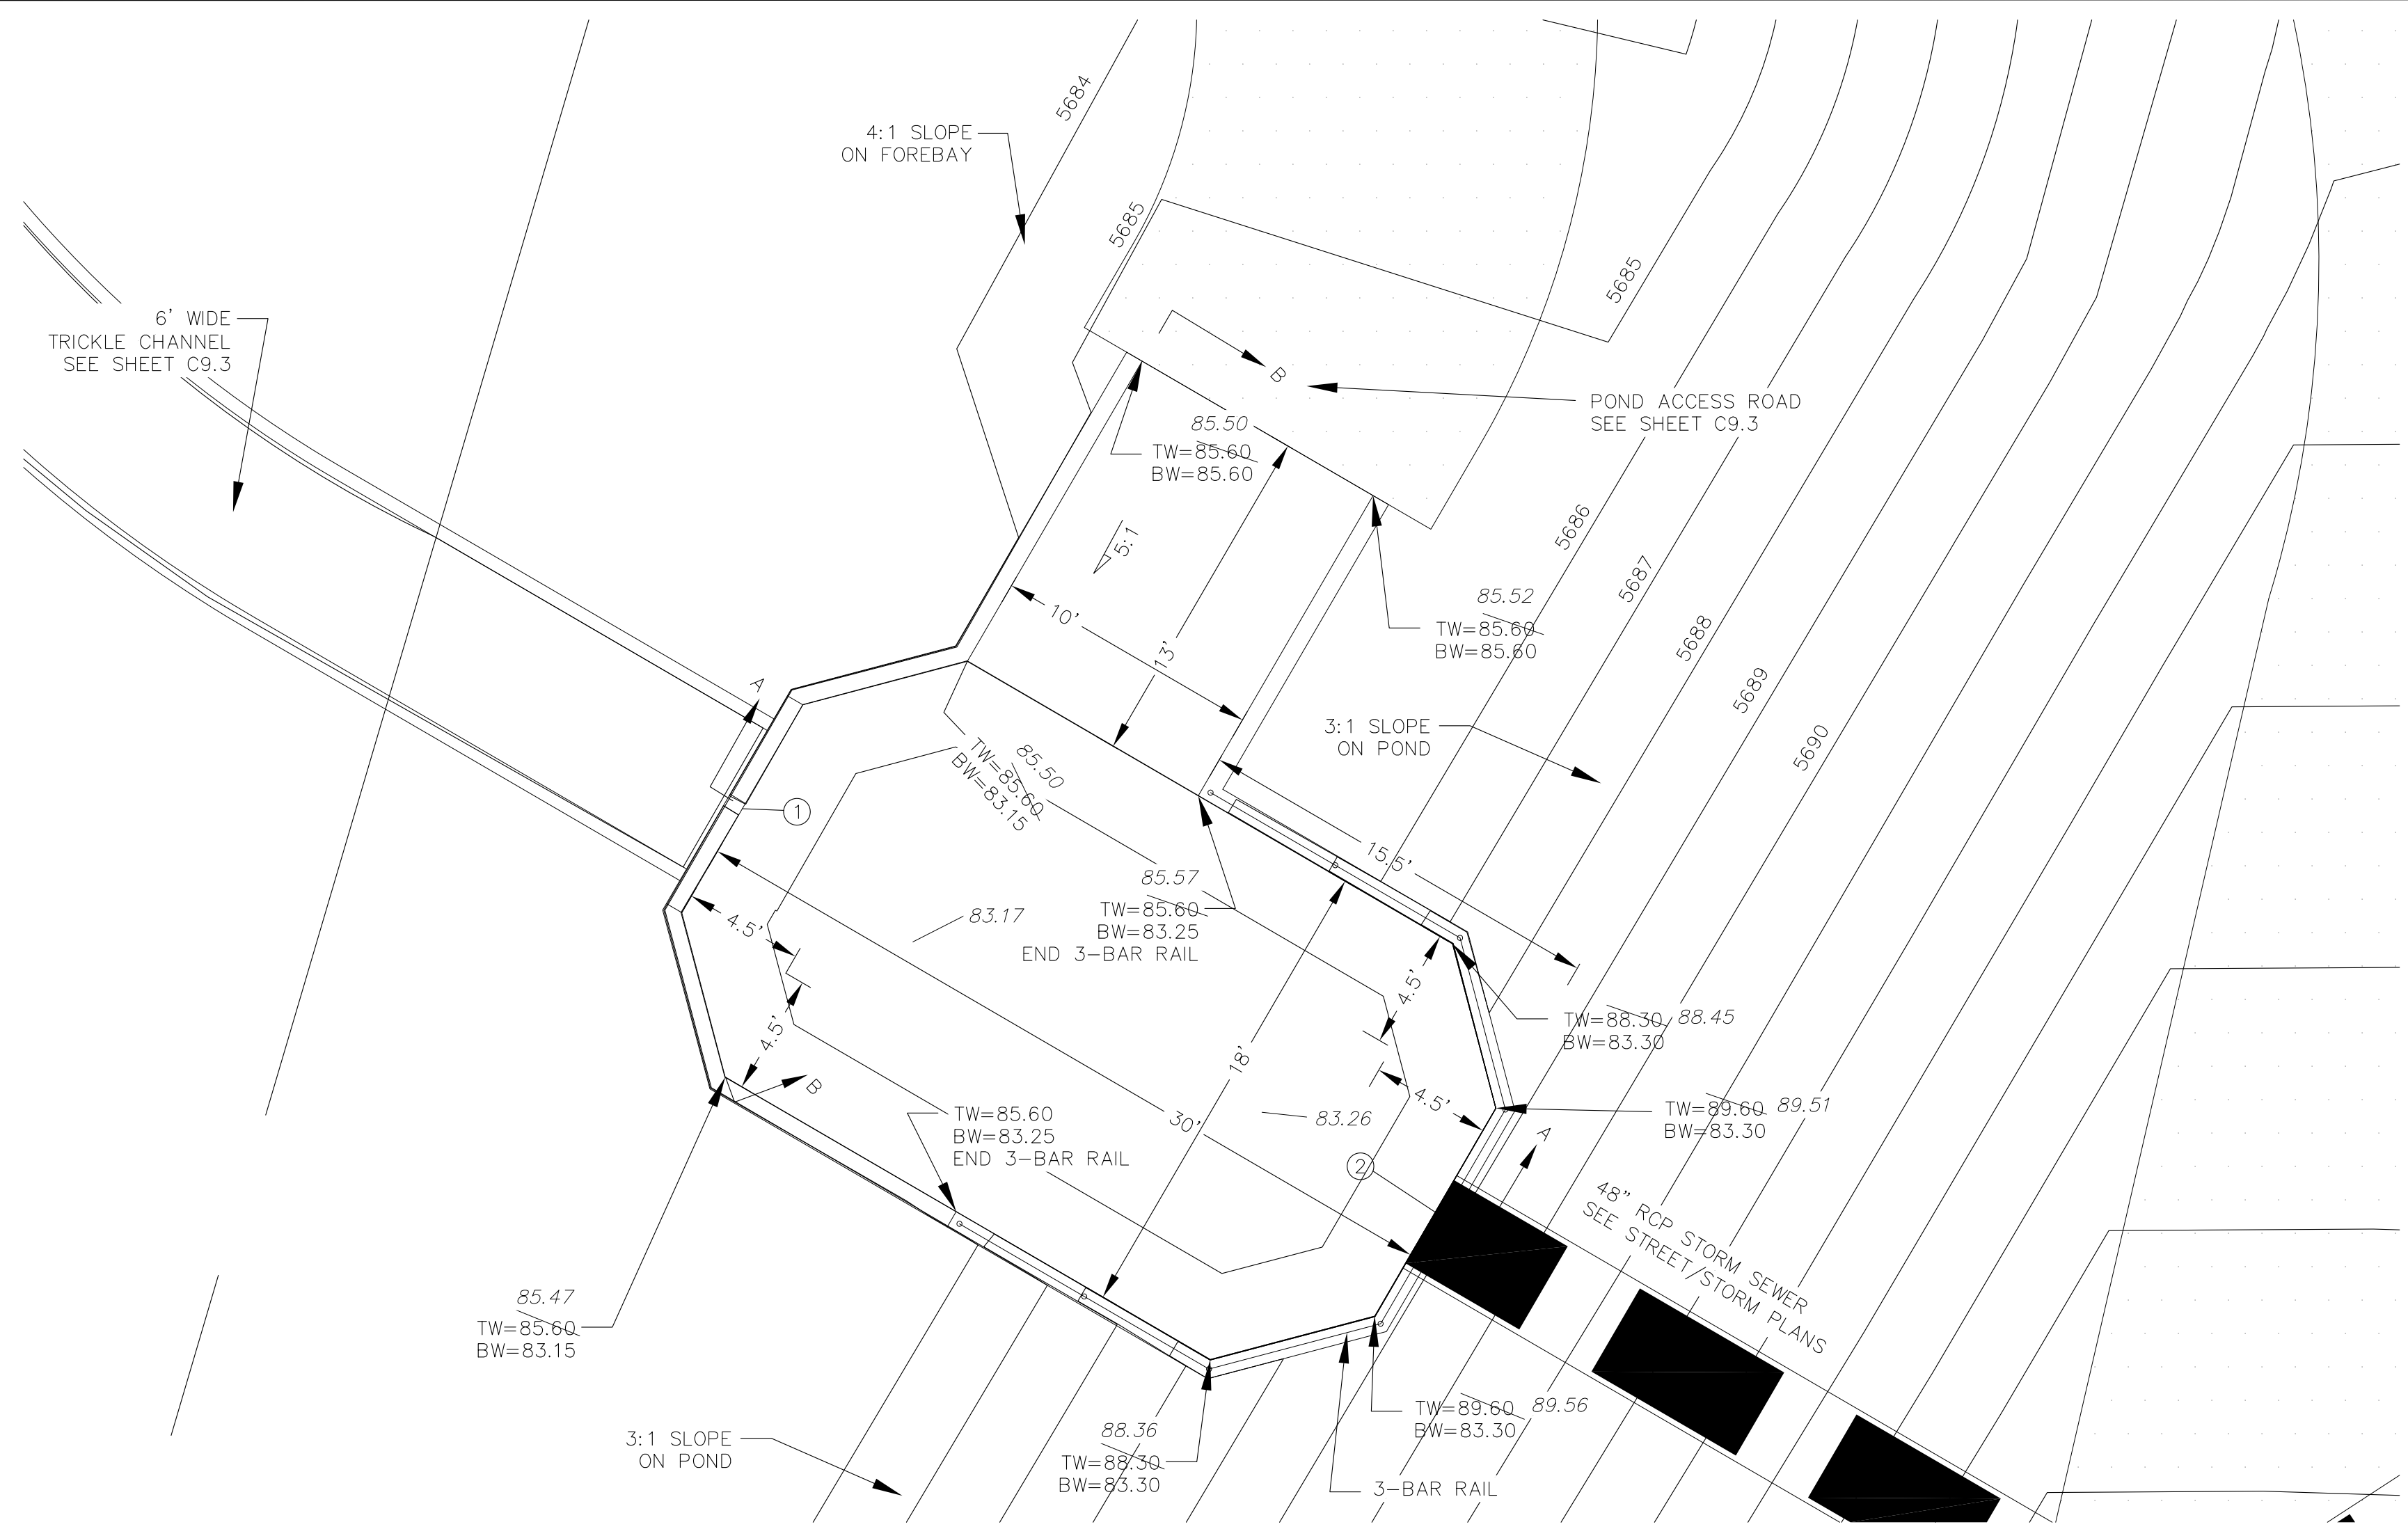 5684
4:1 SLOPE
ON FOREBAY
5685
5685
6' WIDE
TRICKLE CHANNEL
SEE SHEET C9.3
B
POND ACCESS ROAD
SEE SHEET C9.3
85.50
TW=85.60
BW=85.60
5:1
10'
13'
5686
5687
5688
5689
5690
85.52
TW=85.60
BW=85.60
A
3:1 SLOPE
ON POND
85.50
TW=85.60
BW=83.15
1
15.5'
85.57
TW=85.60
BW=83.25
END 3-BAR RAIL
83.17
4.5'
4.5'
4.5'
4.5'
18'
30'
TW=88.30
BW=83.30
88.45
TW=89.60
BW=83.30
89.51
83.26
B
TW=85.60
BW=83.25
END 3-BAR RAIL
A
2
48" RCP STORM SEWER
SEE STREET/STORM PLANS
85.47
TW=85.60
BW=83.15
3:1 SLOPE
ON POND
88.36
TW=88.30
BW=83.30
TW=89.60
BW=83.30
89.56
3-BAR RAIL